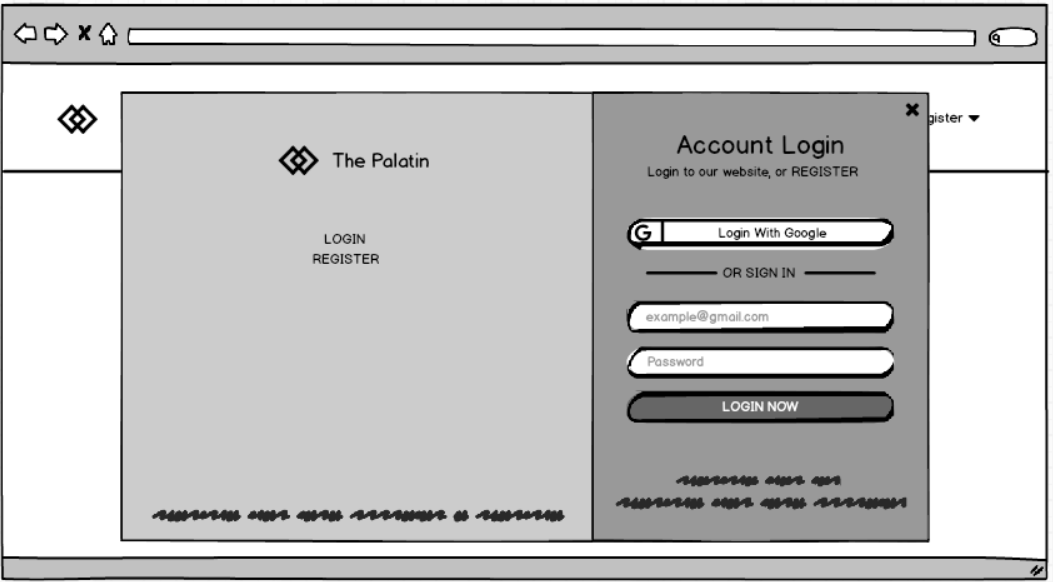 gister
The Palatin
LOGIN
REGISTER
Account Login
Login to our website, or REGISTER
G
Login With Google
OR SIGN IN
example@gmail.com
Password
LOGIN NOW